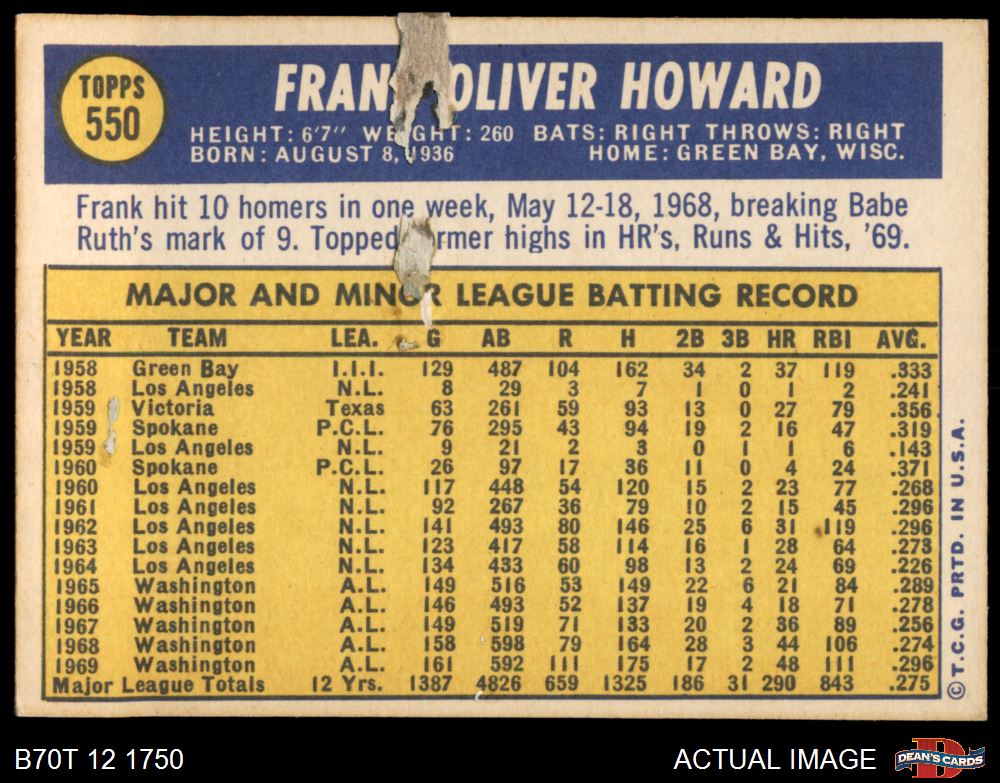 TOPPS
550
FRAN OLIVER HOWARD
HEIGHT: 6'7" WEIGHT: 260 BATS: RIGHT THROWS: RIGHT
BORN: AUGUST 8, 1936 HOME: GREEN BAY, WISC.
Frank hit 10 homers in one week, May 12-18, 1968, breaking Babe
Ruth's mark of 9. Topped rmer highs in HR's, Runs & Hits, '69.
MAJOR AND MINOR LEAGUE BATTING RECORD
YEAR TEAM LEA. G AB R H 2B 3B HR RBI AVG.
1958 Green Bay I.I.I. 129 487 104 162 34 2 37 119 .333
1958 Los Angeles N.L. 8 29 3 7 1 0 1 2 .241
1959 Victoria Texas 63 261 59 93 13 0 27 79 .356
1959 Spokane P.C.L. 76 295 43 94 19 2 16 47 .319
1959 Los Angeles N.L. 9 21 2 3 0 1 1 6 .143
1960 Spokane P.C.L. 26 97 17 36 11 0 4 24 .371
1960 Los Angeles N.L. 117 448 54 120 15 2 23 77 .268
1961 Los Angeles N.L. 92 267 36 79 10 2 15 45 .296
1962 Los Angeles N.L. 141 493 80 146 25 6 31 119 .296
1963 Los Angeles N.L. 123 417 58 114 16 1 28 64 .273
1964 Los Angeles N.L. 134 433 60 98 13 2 24 69 .226
1965 Washington A.L. 149 516 53 149 22 6 21 84 .289
1966 Washington A.L. 146 493 52 137 19 4 18 71 .278
1967 Washington A.L. 149 519 71 133 20 2 36 89 .256
1968 Washington A.L. 158 598 79 164 28 3 44 106 .274
1969 Washington A.L. 161 592 111 175 17 2 48 111 .296
Major League Totals 12 Yrs. 1387 4826 659 1325 186 31 290 843 .275
© T.C.G. PRTD. IN U.S.A.
B70T 12 1750
ACTUAL IMAGE
D
DEAN'S CARDS